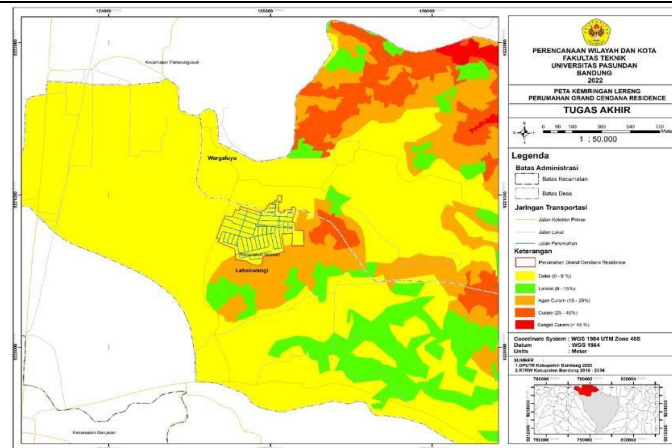 PERENCANAAN WILAYAH DAN KOTA
FAKULTAS TEKNIK
UNIVERSITAS PASUNDAN
BANDUNG
2022
PETA KEMIRINGAN LERENG
PERUMAHAN GRAND CENDANA RESIDENCE
TUGAS AKHIR
1 : 50.000
Legenda
Batas Administrasi
Batas Kecamatan
Batas Desa
Jaringan Transportasi
Jalan Kolektor Primer
Jalan Lokal
Jalan Perumahan
Keterangan
Perumahan Grand Cendana Residence
Datar (0 - 8 %)
Landai (8 - 15%)
Agak Curam (15 - 25%)
Curam (25 - 40%)
Sangat Curam (> 40 %)
Coordinate System : WGS 1984 UTM Zone 48S
Datum : WGS 1984
Units : Meter
SUMBER
Kecamatan Pameungpeuk
Wargaluyu
Lebakwangi